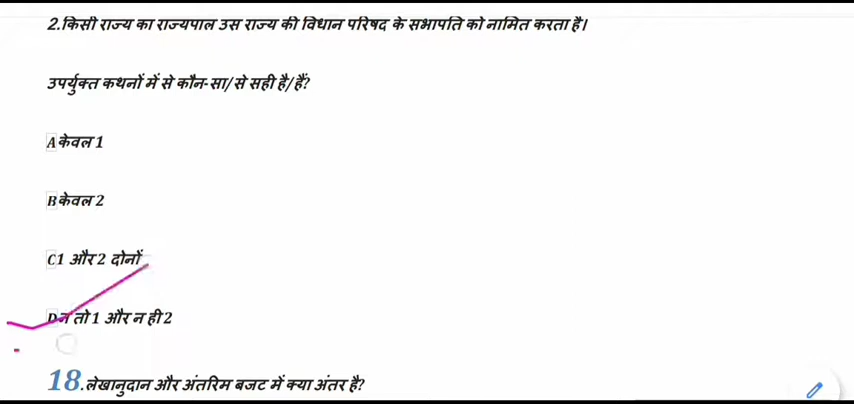 2.किसी राज्य का राज्यपाल उस राज्य की विधान परिषद के सभापति को नामित करता है।
उपर्युक्त कथनों में से कौन-सा/से सही है/हैं?
A केवल 1
B केवल 2
C1 और 2 दोनों
D न तो 1 और न ही 2
18.लेखानुदान और अंतरिम बजट में क्या अंतर है?